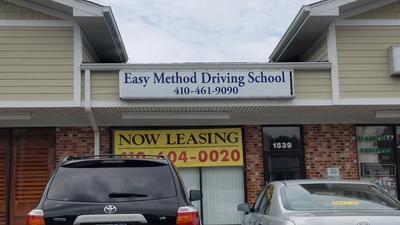 Easy Method Driving School
410-461-9090
NOW LEASING
1539